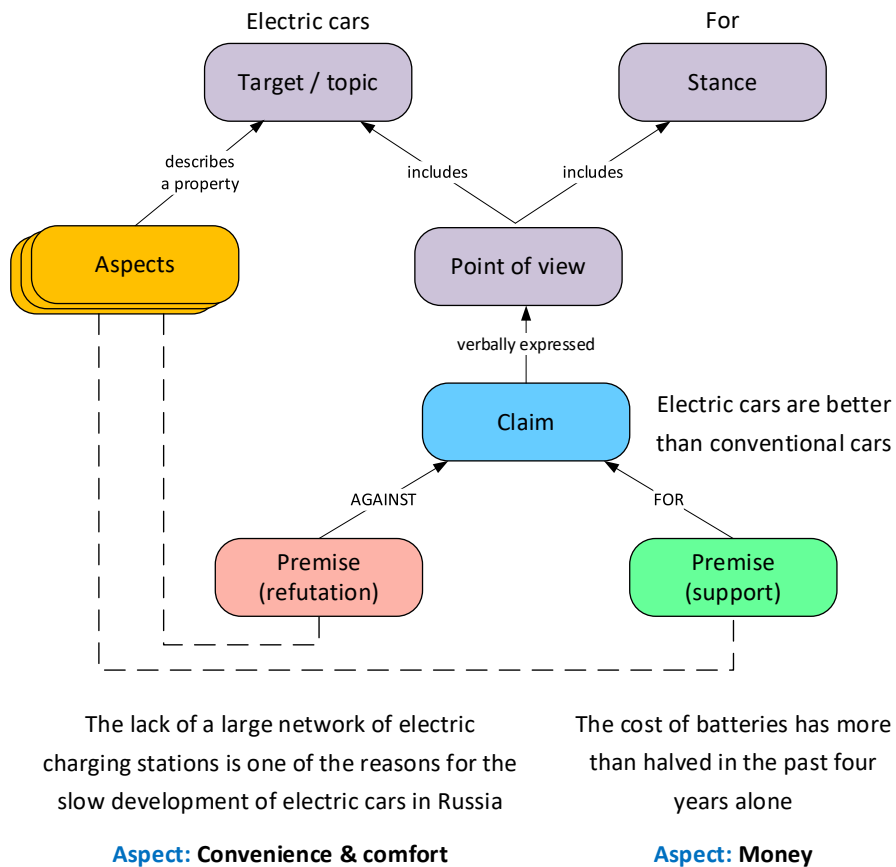 Electric cars
For
Target / topic
Stance
describes
a property
includes
includes
Aspects
Point of view
verbally expressed
Claim
Electric cars are better
than conventional cars
AGAINST
FOR
Premise
(refutation)
Premise
(support)
The lack of a large network of electric
charging stations is one of the reasons for the
slow development of electric cars in Russia
The cost of batteries has more
than halved in the past four
years alone
Aspect: Convenience & comfort
Aspect: Money